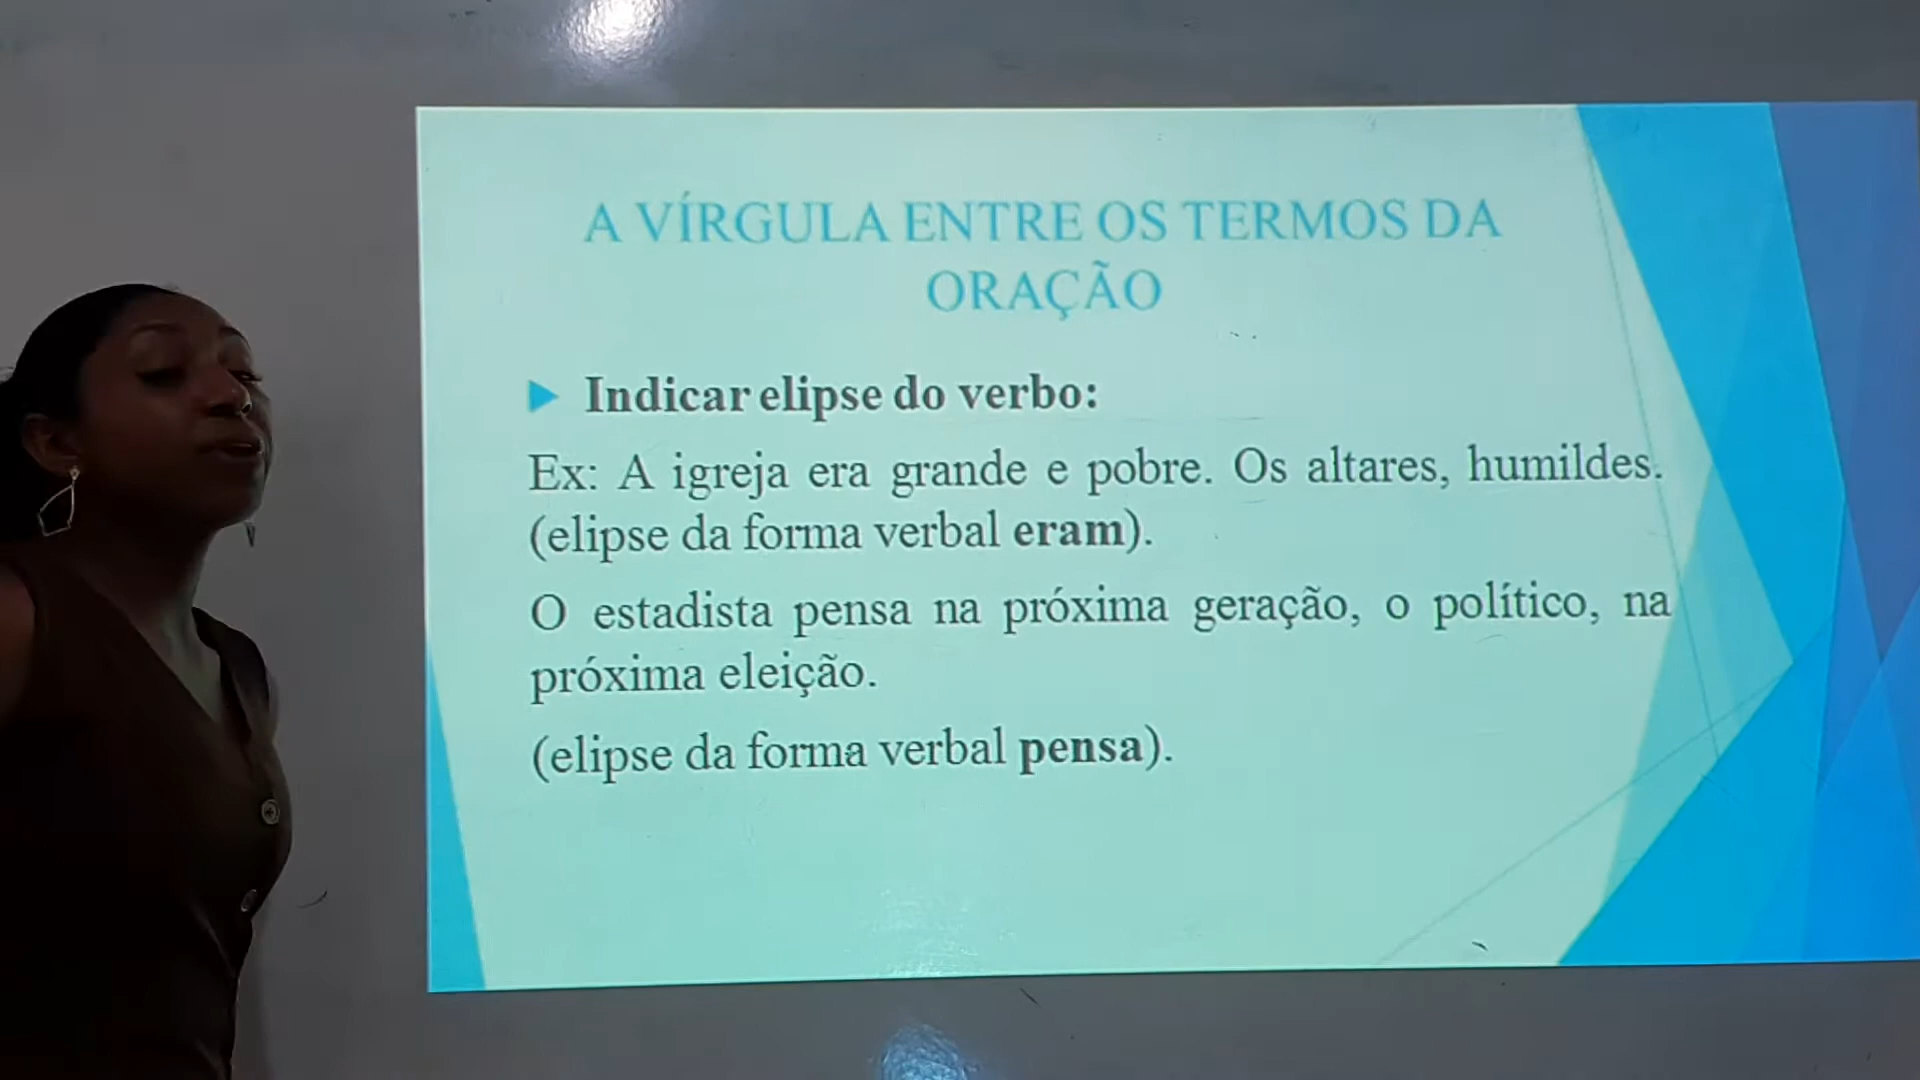 A VÍRGULA ENTRE OS TERMOS DA
ORAÇÃO
Indicar elipse do verbo:
Ex: A igreja era grande e pobre. Os altares, humildes.
(elipse da forma verbal eram).
O estadista pensa na próxima geração, o político, na
próxima eleição.
(elipse da forma verbal pensa).